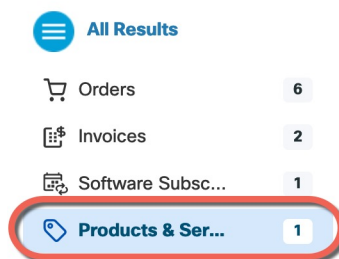 All Results
Orders 6
Invoices 2
Software Subsc... 1
Products & Ser... 1